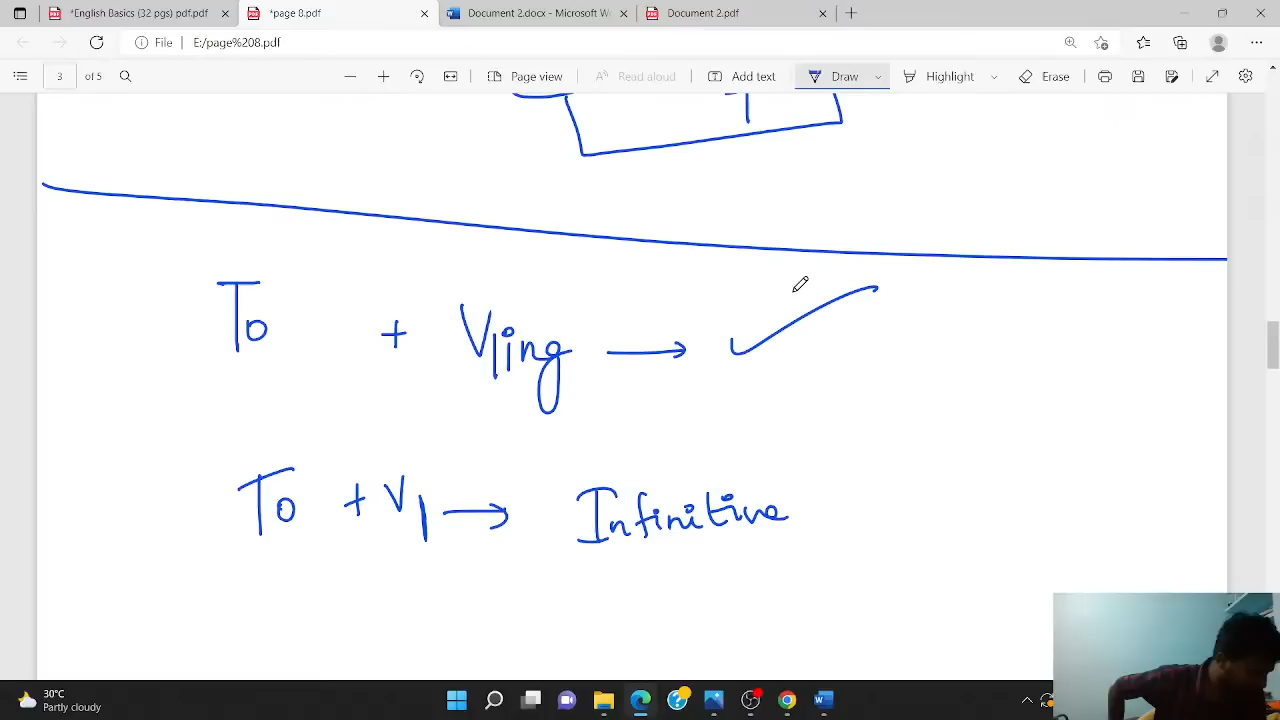 *English Basics (32 pgs) pdf.pdf
*page 8.pdf
Document 2.docx - Microsoft W
Document 2.pdf
File
E:/page%208.pdf
3 of 5
Page view
Read aloud
Add text
Draw
Highlight
Erase
To + V1ing →
To + V1 → Infinitive
30°C
Partly cloudy